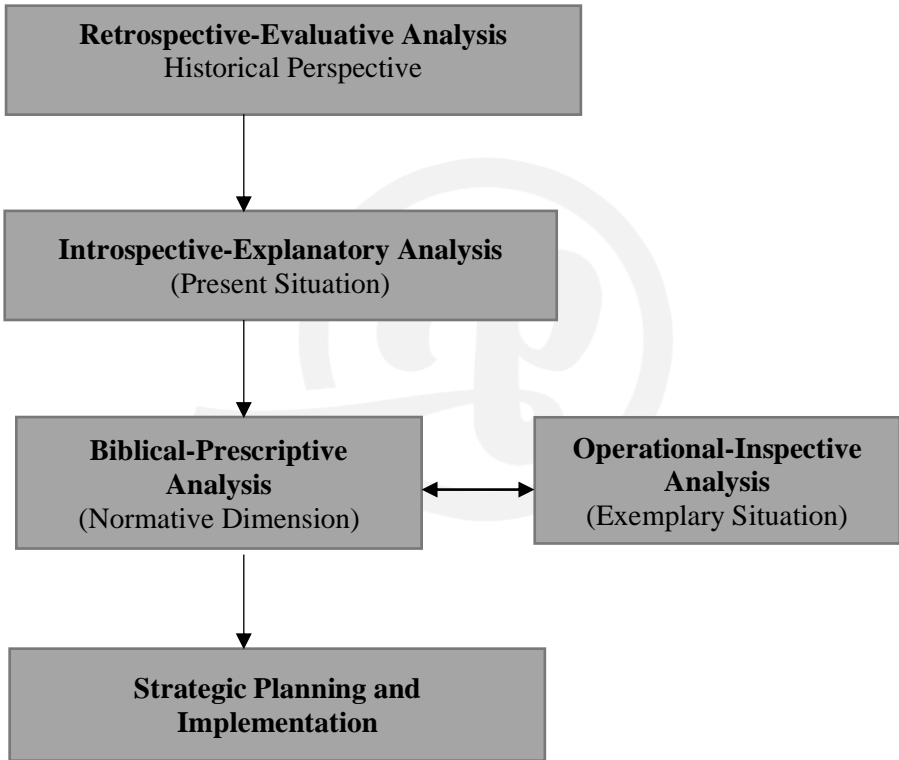 Retrospective-Evaluative Analysis
Historical Perspective
Introspective-Explanatory Analysis
(Present Situation)
Biblical-Prescriptive
Analysis
(Normative Dimension)
Operational-Inspective
Analysis
(Exemplary Situation)
Strategic Planning and
Implementation